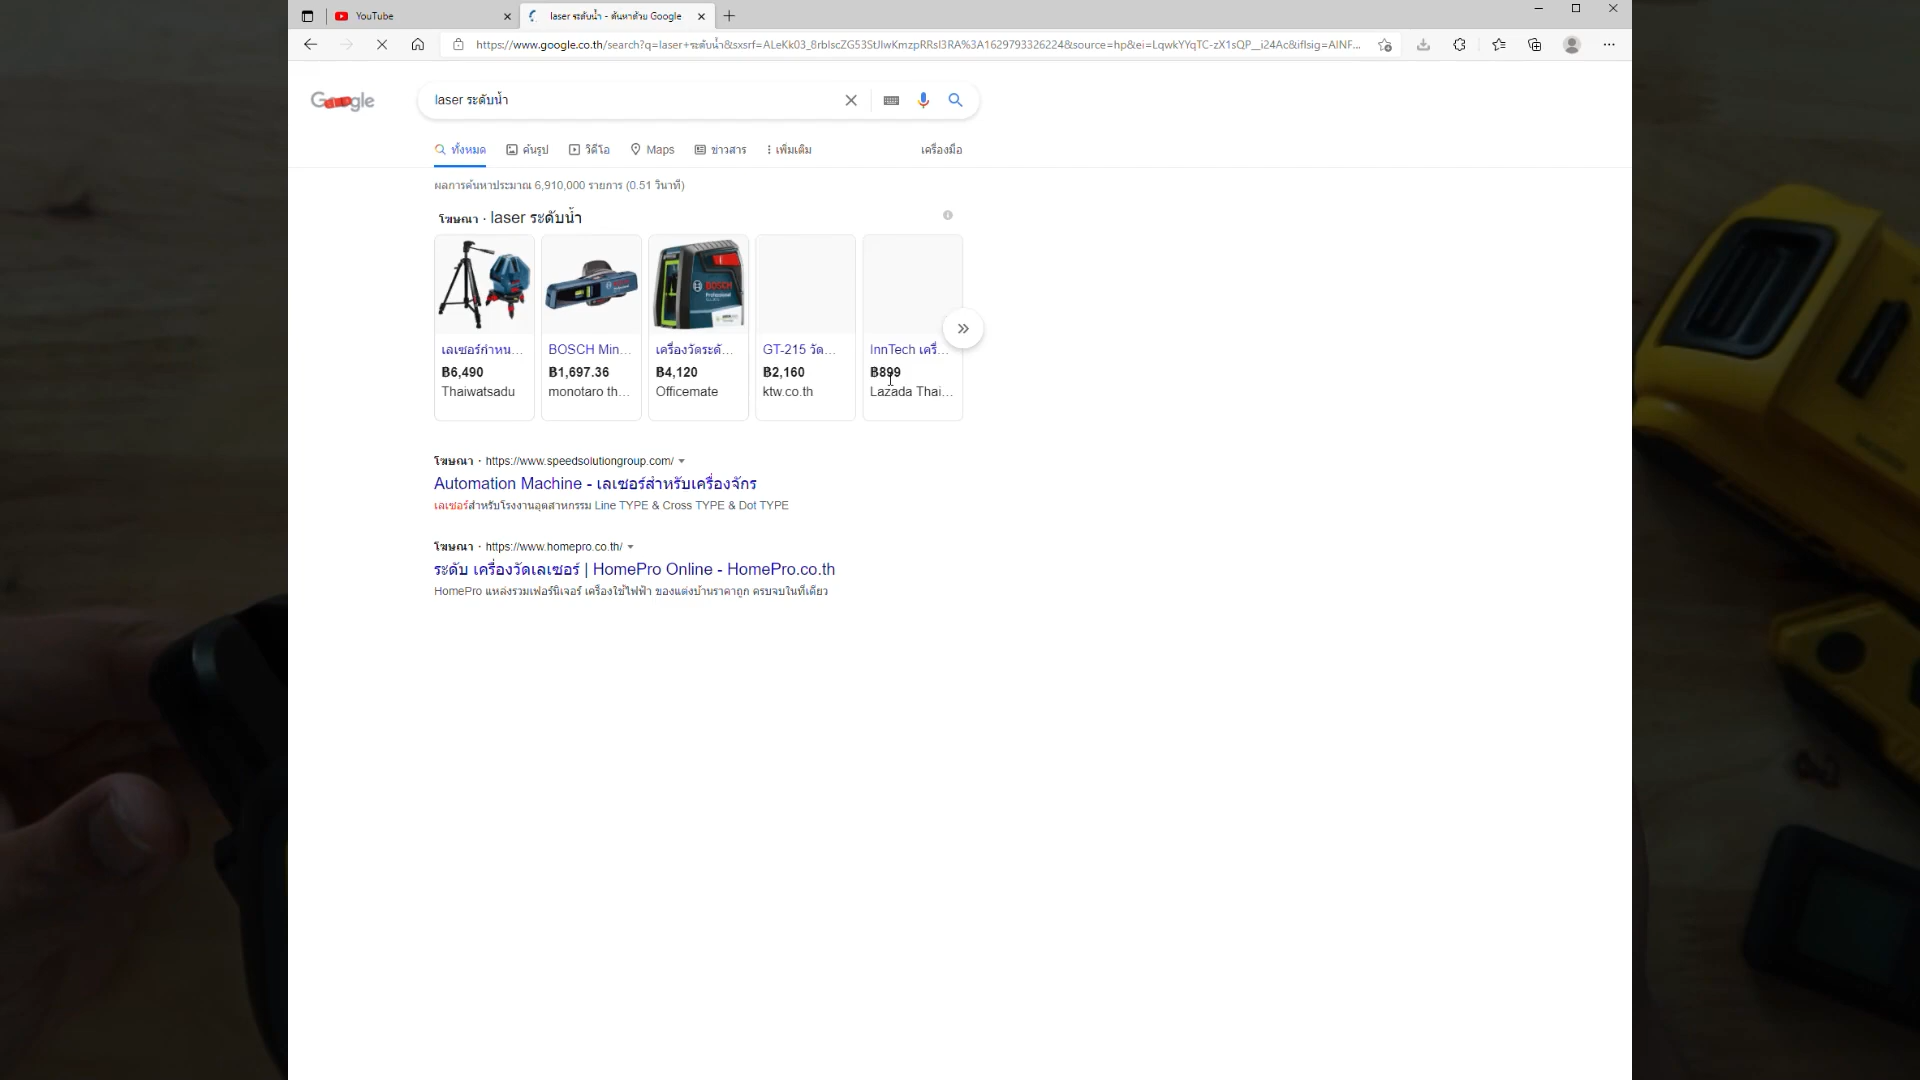 YouTube
laser ระดับน้ำ - ค้นหาด้วย Google
https://www.google.co.th/search?q=laser+ระดับน้ำ&sxsrf=ALeKk03_8rbIscZG53StJlwKmzpRRsI3RA%3A1629793326224&source=hp&ei=LqwkYYqTC-zX1sQP__i24Ac&iflsig=AINF...
Google
laser ระดับน้ำ
ทั้งหมด ค้นรูป วิดีโอ Maps ข่าวสาร เพิ่มเติม เครื่องมือ
ผลการค้นหาประมาณ 6,910,000 รายการ (0.51 วินาที)
โฆษณา · laser ระดับน้ำ
BOSCH
BOSCH
Professional
เลเซอร์กำหน... BOSCH Min... เครื่องวัดระดั... GT-215 วัด... InnTech เครื่...
฿6,490 ฿1,697.36 ฿4,120 ฿2,160 ฿899
Thaiwatsadu monotaro th... Officemate ktw.co.th Lazada Thai...
โฆษณา · https://www.speedsolutiongroup.com/
Automation Machine - เลเซอร์สำหรับเครื่องจักร
เลเซอร์สำหรับโรงงานอุตสาหกรรม Line TYPE & Cross TYPE & Dot TYPE
โฆษณา · https://www.homepro.co.th/
ระดับ เครื่องวัดเลเซอร์ | HomePro Online - HomePro.co.th
HomePro แหล่งรวมเฟอร์นิเจอร์ เครื่องใช้ไฟฟ้า ของแต่งบ้านราคาถูก ครบจบในที่เดียว